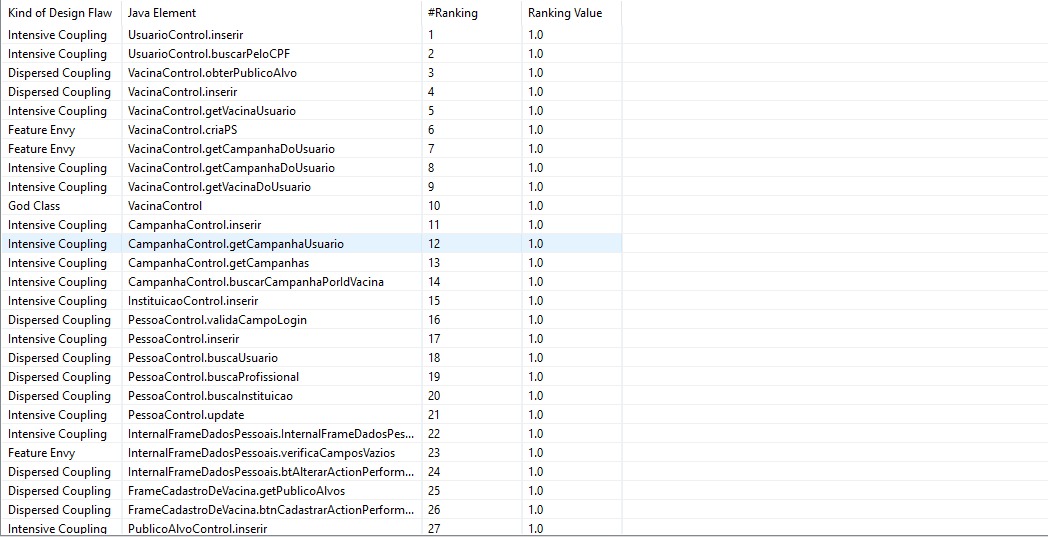 Kind of Design Flaw Java Element #Ranking Ranking Value
Intensive Coupling UsuarioControl.inserir 1 1.0
Intensive Coupling UsuarioControl.buscarPeloCPF 2 1.0
Dispersed Coupling VacinaControl.obterPublicoAlvo 3 1.0
Dispersed Coupling VacinaControl.inserir 4 1.0
Intensive Coupling VacinaControl.getVacinaUsuario 5 1.0
Feature Envy VacinaControl.criaPS 6 1.0
Feature Envy VacinaControl.getCampanhaDoUsuario 7 1.0
Intensive Coupling VacinaControl.getCampanhaDoUsuario 8 1.0
Intensive Coupling VacinaControl.getVacinaDoUsuario 9 1.0
God Class VacinaControl 10 1.0
Intensive Coupling CampanhaControl.inserir 11 1.0
Intensive Coupling CampanhaControl.getCampanhaUsuario 12 1.0
Intensive Coupling CampanhaControl.getCampanhas 13 1.0
Intensive Coupling CampanhaControl.buscarCampanhaPorIdVacina 14 1.0
Intensive Coupling InstituicaoControl.inserir 15 1.0
Dispersed Coupling PessoaControl.validaCampoLogin 16 1.0
Intensive Coupling PessoaControl.inserir 17 1.0
Dispersed Coupling PessoaControl.buscaUsuario 18 1.0
Dispersed Coupling PessoaControl.buscaProfissional 19 1.0
Dispersed Coupling PessoaControl.buscaInstituicao 20 1.0
Intensive Coupling PessoaControl.update 21 1.0
Intensive Coupling InternalFrameDadosPessoais.InternalFrameDadosPes... 22 1.0
Feature Envy InternalFrameDadosPessoais.verificaCamposVazios 23 1.0
Dispersed Coupling InternalFrameDadosPessoais.btAlterarActionPerform... 24 1.0
Dispersed Coupling FrameCadastroDeVacina.getPublicoAlvos 25 1.0
Dispersed Coupling FrameCadastroDeVacina.btnCadastrarActionPerform... 26 1.0
Intensive Coupling PublicoAlvoControl.inserir 27 1.0